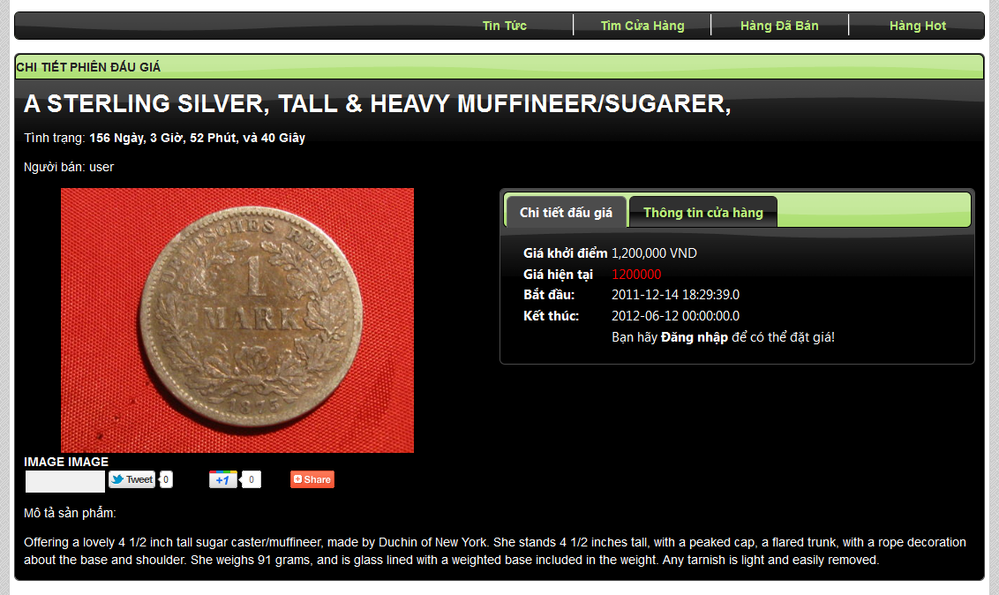 Tin Tức Tìm Cửa Hàng Hàng Đã Bán Hàng Hot
CHI TIẾT PHIÊN ĐẤU GIÁ
A STERLING SILVER, TALL & HEAVY MUFFINEER/SUGARER,
Tình trạng: 156 Ngày, 3 Giờ, 52 Phút, và 40 Giây
Người bán: user
DEUTSCHES REICH
1
MARK
1875
Chi tiết đấu giá Thông tin cửa hàng
Giá khởi điểm 1,200,000 VND
Giá hiện tại 1200000
Bắt đầu: 2011-12-14 18:29:39.0
Kết thúc: 2012-06-12 00:00:00.0
Bạn hãy Đăng nhập để có thể đặt giá!
IMAGE IMAGE
Tweet 0 +1 0 Share
Mô tả sản phẩm:
Offering a lovely 4 1/2 inch tall sugar caster/muffineer, made by Duchin of New York. She stands 4 1/2 inches tall, with a peaked cap, a flared trunk, with a rope decoration
about the base and shoulder. She weighs 91 grams, and is glass lined with a weighted base included in the weight. Any tarnish is light and easily removed.